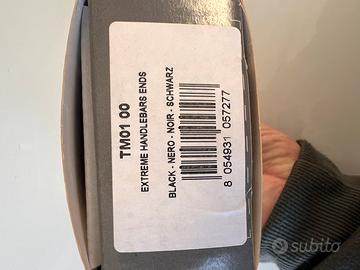 TM01 00
EXTREME HANDLEBARS ENDS
BLACK - NERO - NOIR - SCHWARZ
8 054931 057277
subito